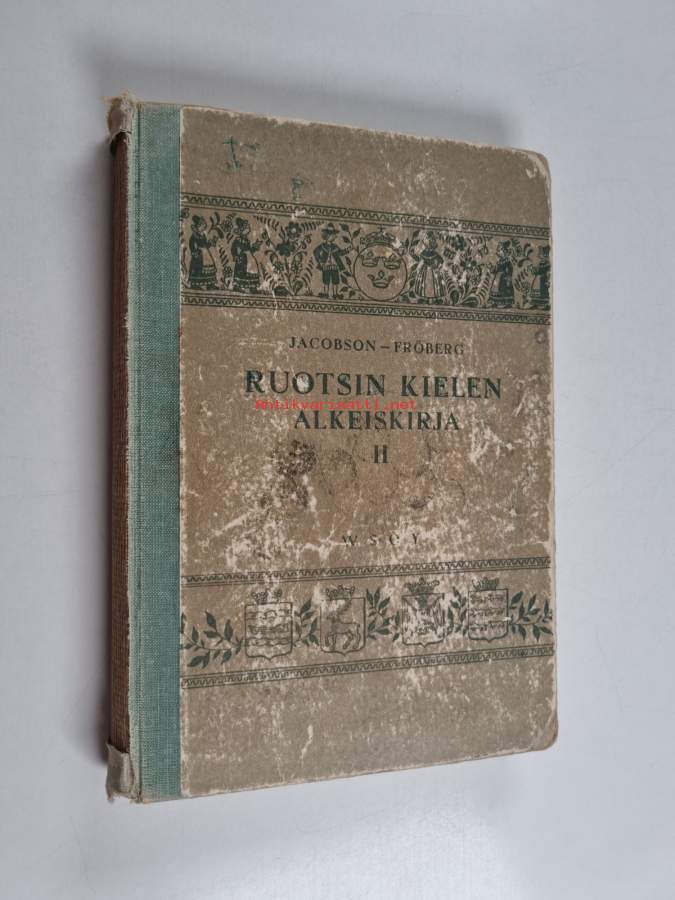 JACOBSON – FRÖBERG
RUOTSIN KIELEN
antikvariaatti.net
ALKEISKIRJA
II
W S O Y